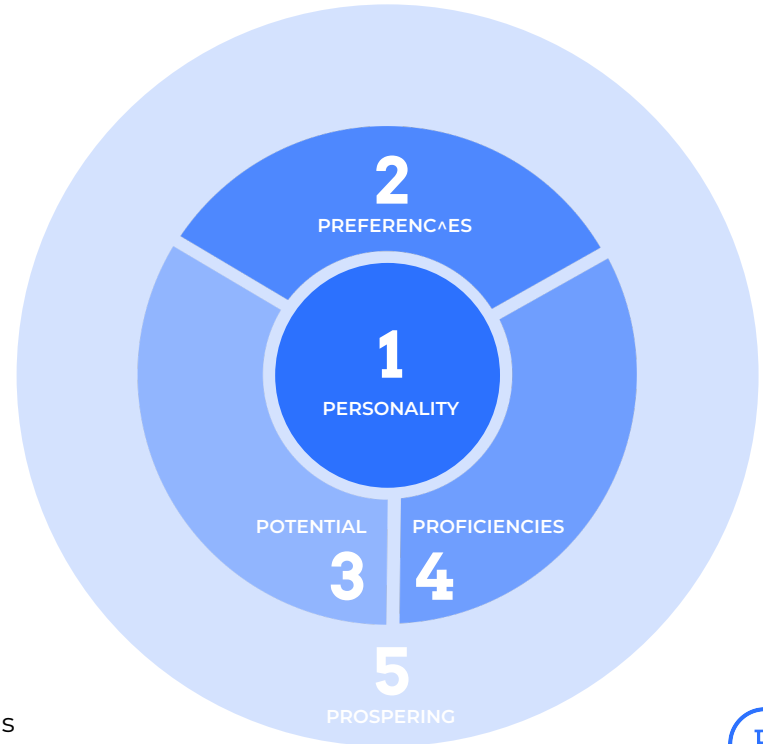 2
PREFERENC^ES
1
PERSONALITY
POTENTIAL
3
PROFICIENCIES
4
5
PROSPERING
s